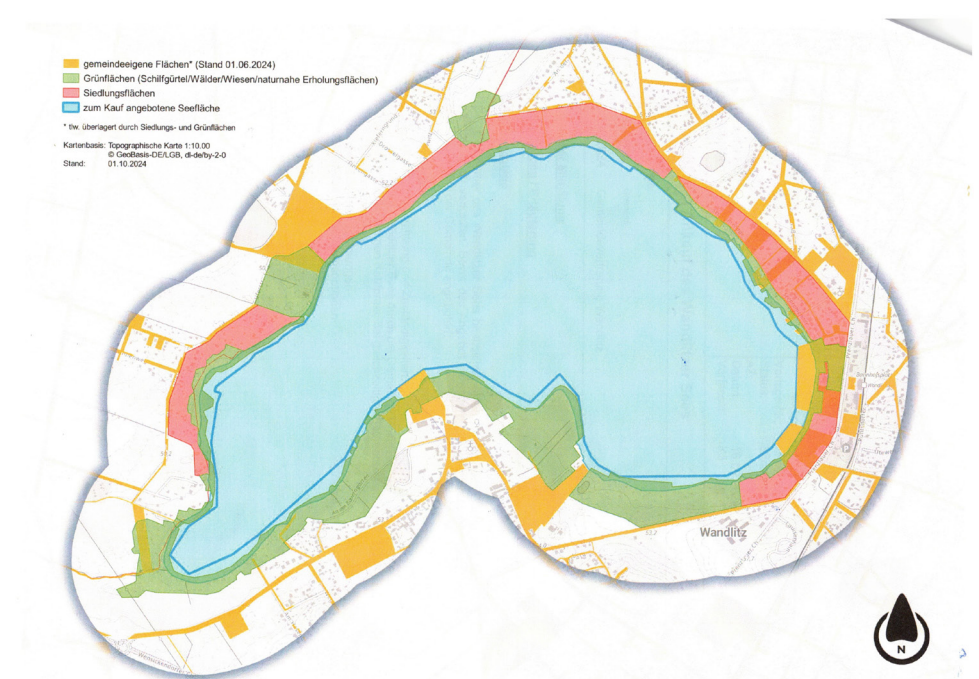 gemeindeeigene Flächen* (Stand 01.06.2024)
Grünflächen (Schilfgürtel/Wälder/Wiesen/naturnahe Erholungsflächen)
Siedlungsflächen
zum Kauf angebotene Seefläche
* tlw. überlagert durch Siedlungs- und Grünflächen
Kartenbasis: Topographische Karte 1:10.00
© GeoBasis-DE/LGB, dl-de/by-2-0
Stand: 01.10.2024
Wandlitz
N